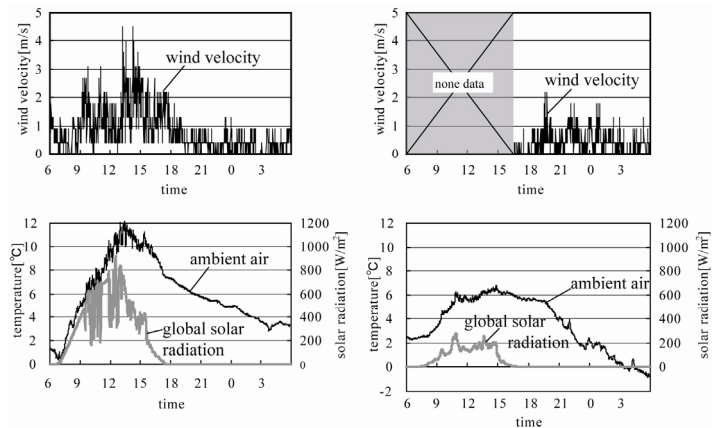 wind velocity[m/s]
5
4
3
2
1
0
wind velocity
6 9 12 15 18 21 0 3
time
wind velocity[m/s]
5
4
3
2
1
0
none data
wind velocity
6 9 12 15 18 21 0 3
time
temperature[℃]
12
10
8
6
4
2
0
ambient air
global solar
radiation
1200
1000
800
600
400
200
0
solar radiation[W/m²]
6 9 12 15 18 21 0 3
time
temperature[℃]
12
10
8
6
4
2
0
-2
ambient air
global solar
radiation
1200
1000
800
600
400
200
0
solar radiation[W/m²]
6 9 12 15 18 21 0 3
time